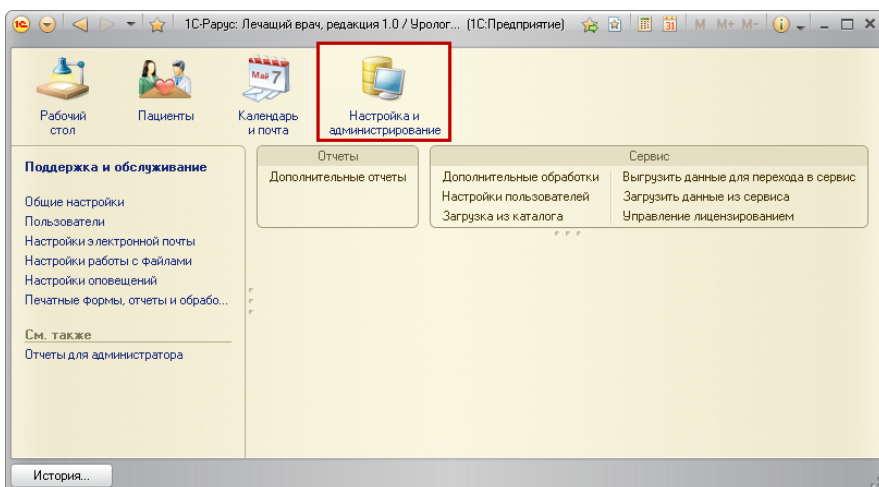 1С-Рарус: Лечащий врач, редакция 1.0 / Уролог... (1С:Предприятие)
31 M M+ M-
Май 7
Рабочий стол
Пациенты
Календарь и почта
Настройка и администрирование
Поддержка и обслуживание
Общие настройки
Пользователи
Настройки электронной почты
Настройки работы с файлами
Настройки оповещений
Печатные формы, отчеты и обрабо...
См. также
Отчеты для администратора
Отчеты
Дополнительные отчеты
Сервис
Дополнительные обработки
Настройки пользователей
Загрузка из каталога
Выгрузить данные для перехода в сервис
Загрузить данные из сервиса
Управление лицензированием
История...